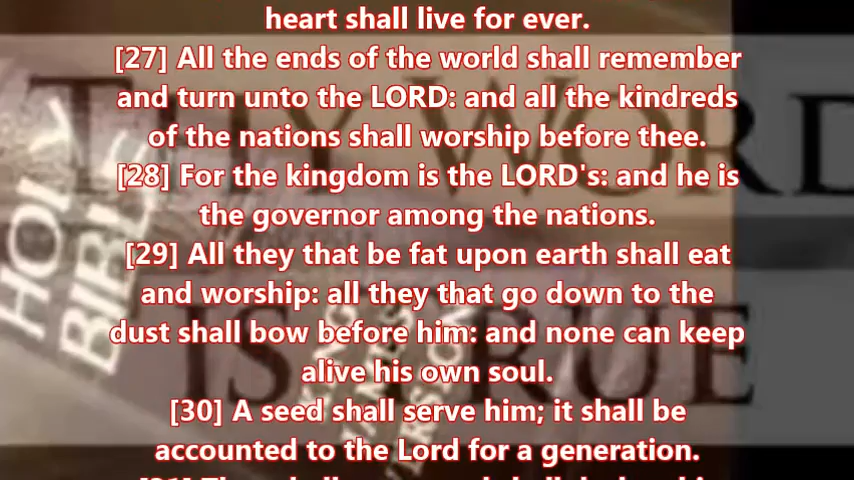 heart shall live for ever.
[27] All the ends of the world shall remember
and turn unto the LORD: and all the kindreds
of the nations shall worship before thee.
[28] For the kingdom is the LORD's: and he is
the governor among the nations.
[29] All they that be fat upon earth shall eat
and worship: all they that go down to the
dust shall bow before him: and none can keep
alive his own soul.
[30] A seed shall serve him; it shall be
accounted to the Lord for a generation.
THY WORD
IS TRUE
HOLY
BIBLE